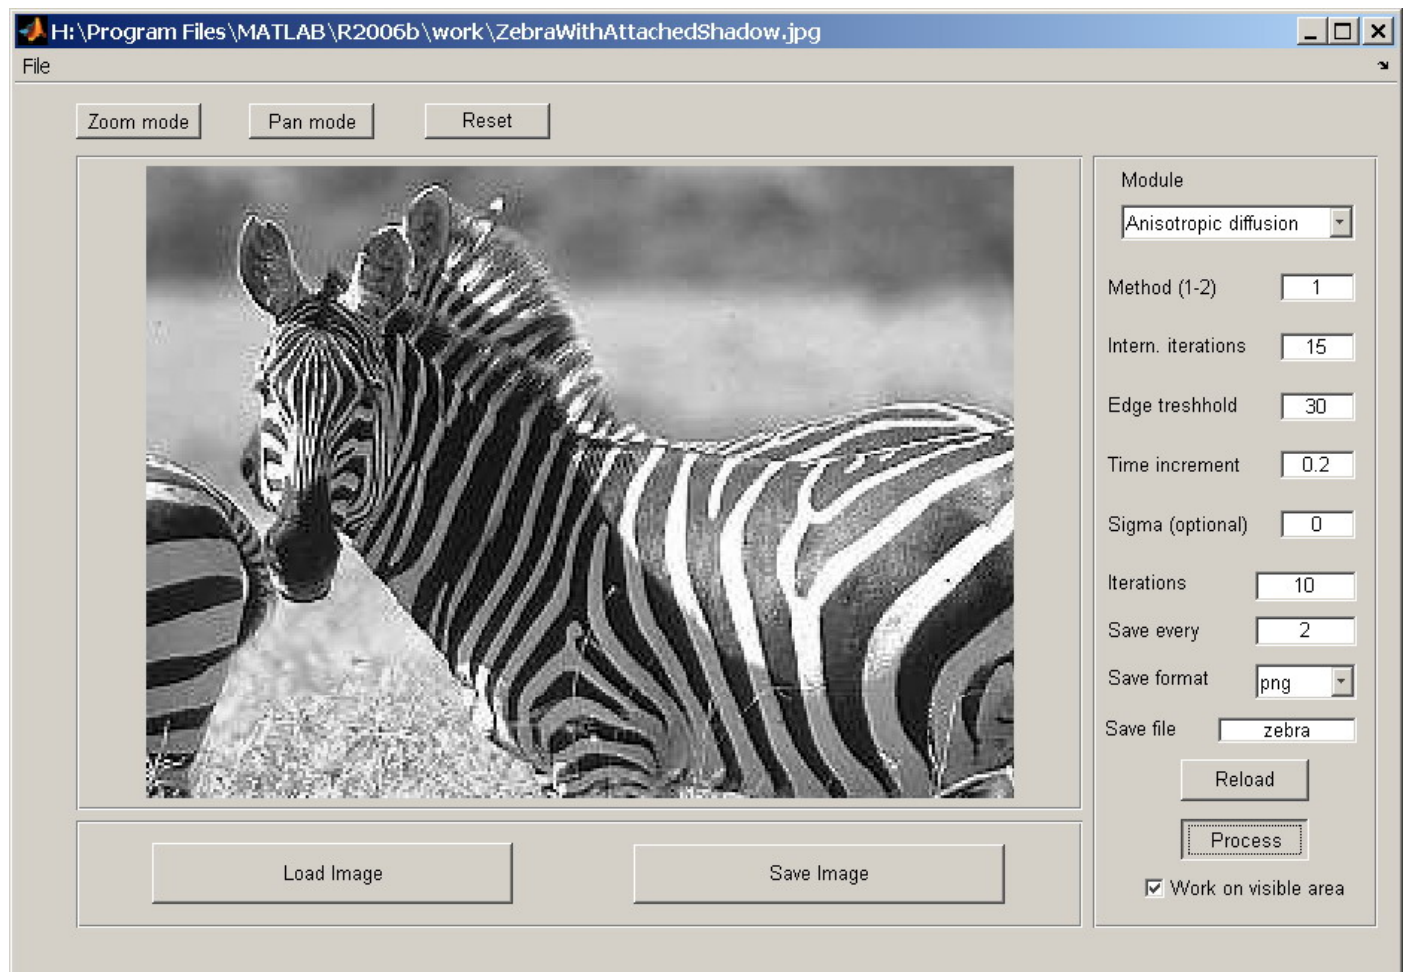 H:\Program Files\MATLAB\R2006b\work\ZebraWithAttachedShadow.jpg
File
Zoom mode Pan mode Reset
Module
Anisotropic diffusion
Method (1-2) 1
Intern. iterations 15
Edge treshhold 30
Time increment 0.2
Sigma (optional) 0
Iterations 10
Save every 2
Save format png
Save file zebra
Reload
Process
Work on visible area
Load Image Save Image